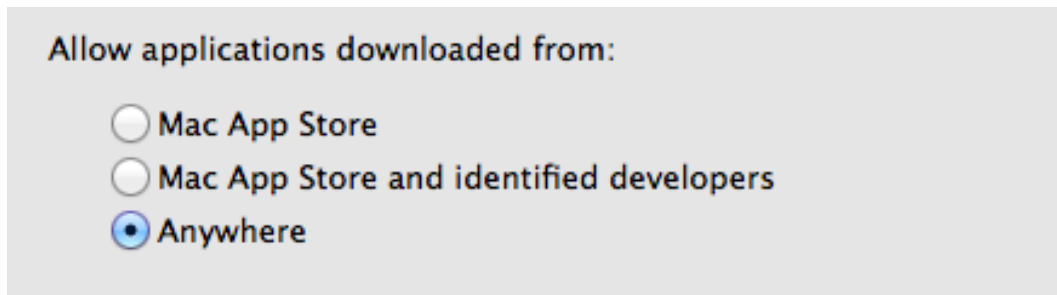 Allow applications downloaded from:
Mac App Store
Mac App Store and identified developers
Anywhere